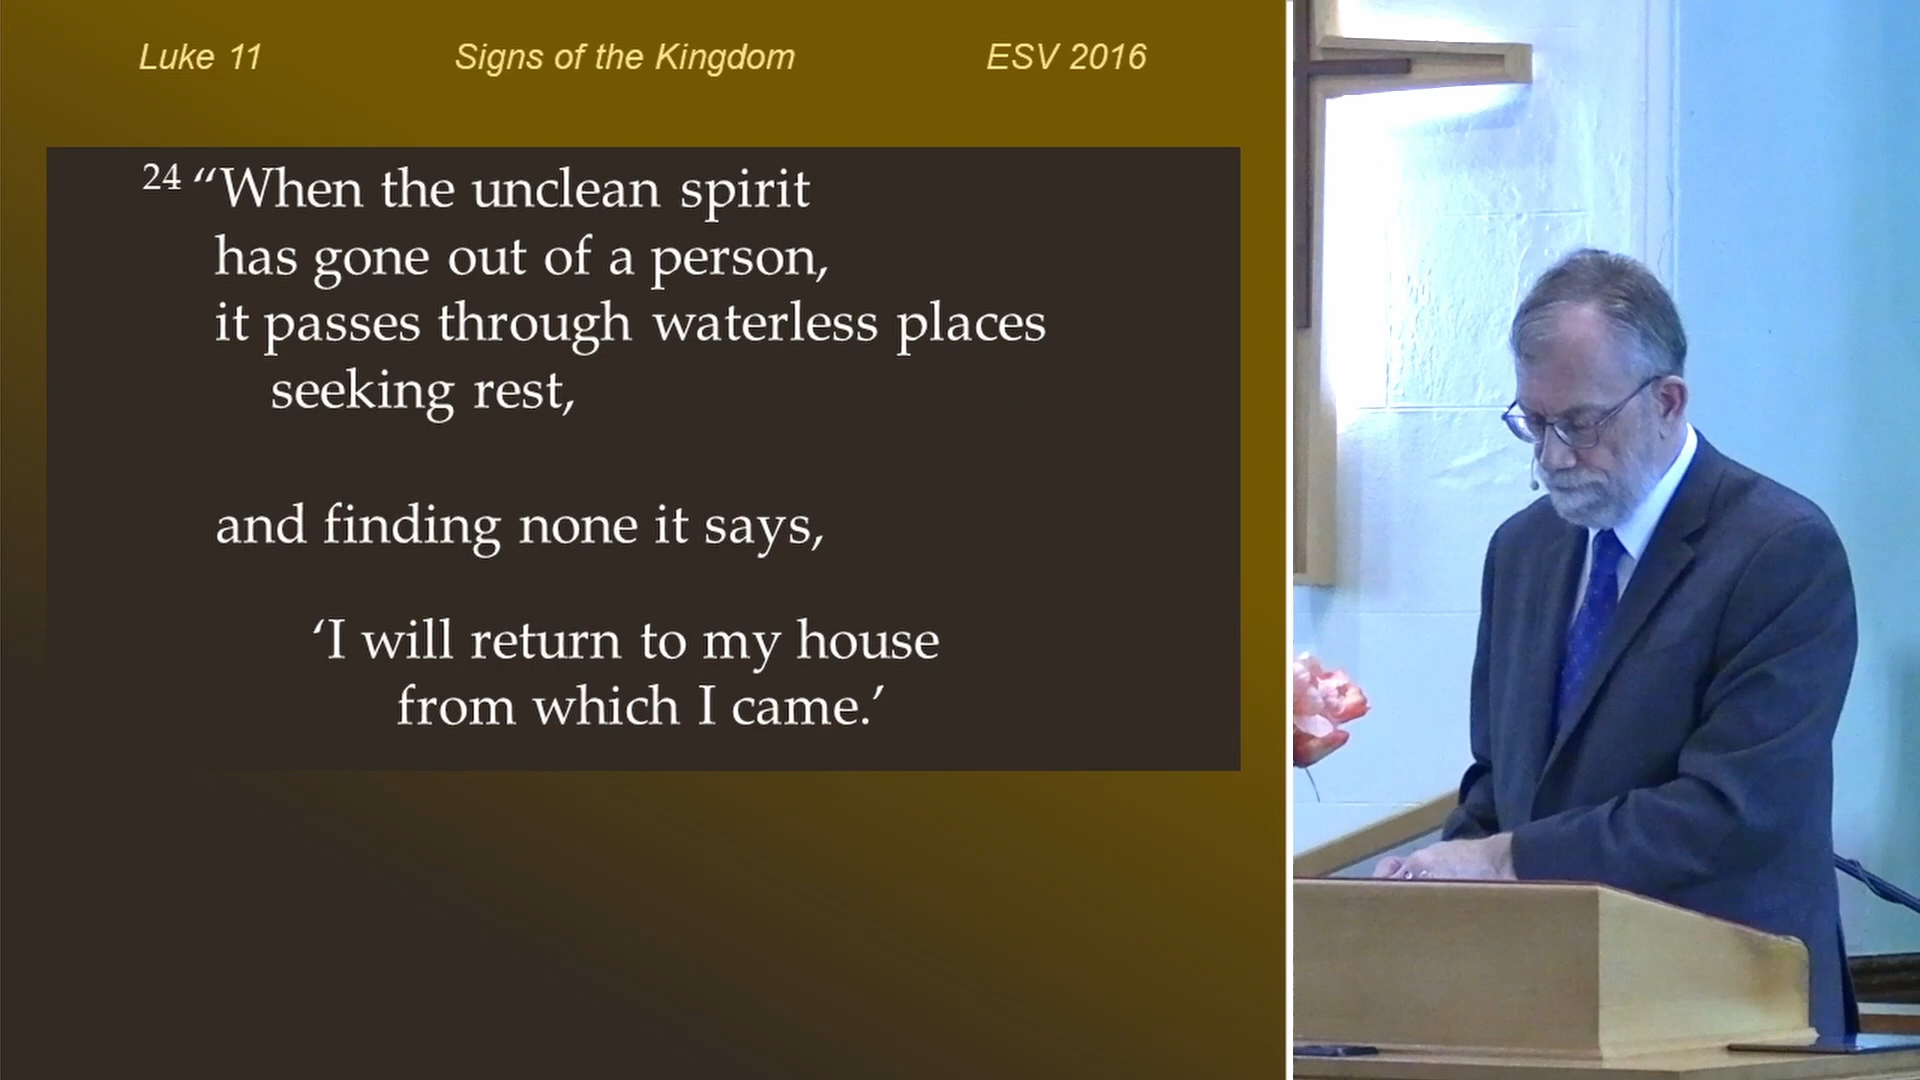 Luke 11 Signs of the Kingdom ESV 2016
24 “When the unclean spirit
has gone out of a person,
it passes through waterless places
seeking rest,
and finding none it says,
‘I will return to my house
from which I came.’